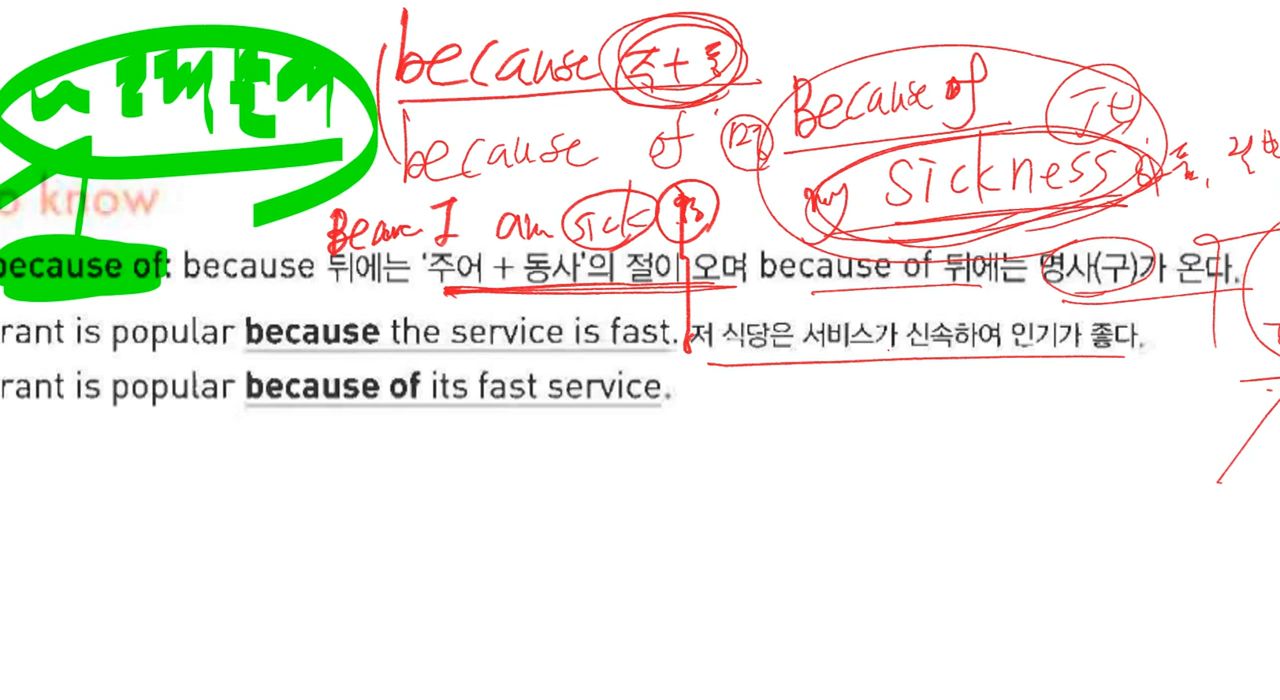 because 주+동
because of 명
Because of 구
my sickness
Because I am sick
o know
because of: because 뒤에는 '주어 + 동사'의 절이 오며 because of 뒤에는 명사(구)가 온다.
rant is popular because the service is fast. 저 식당은 서비스가 신속하여 인기가 좋다.
rant is popular because of its fast service.